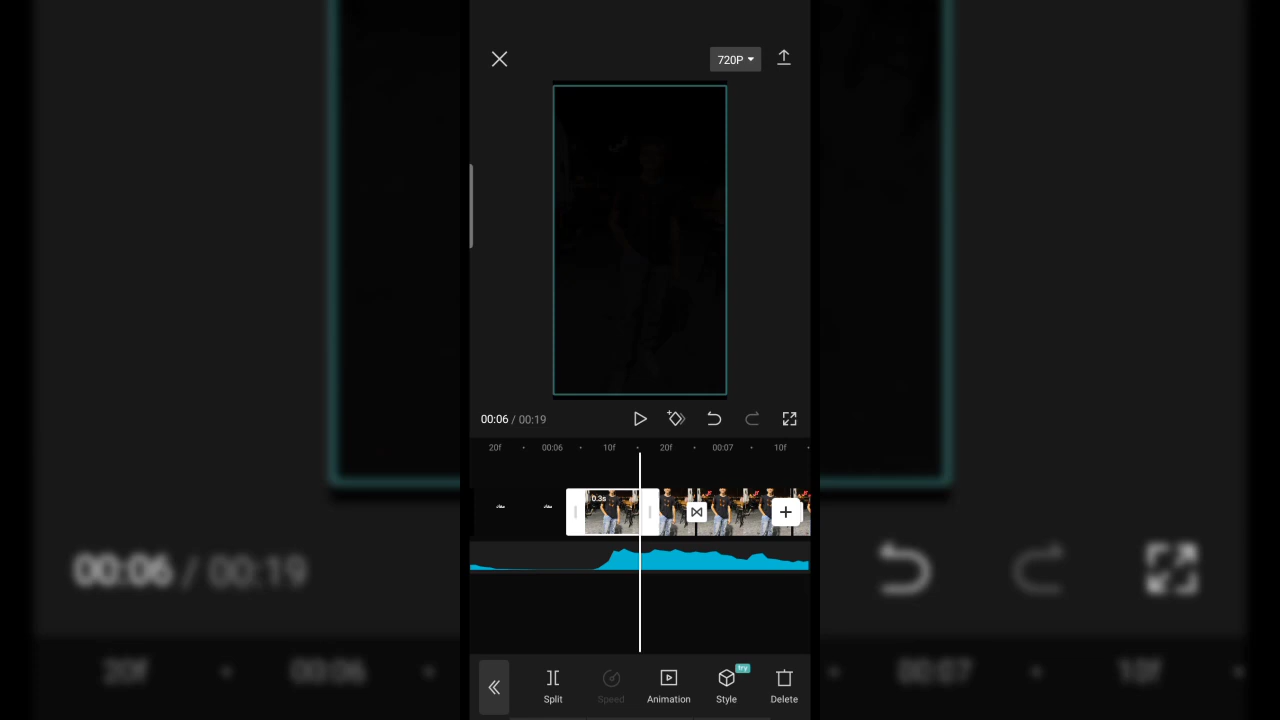 720P
00:06 / 00:19
20f 00:06 10f 20f 00:07 10f
0.3s
Split Speed Animation Style try Delete
00:06 / 00:19
20f 00:06 00:07 10f